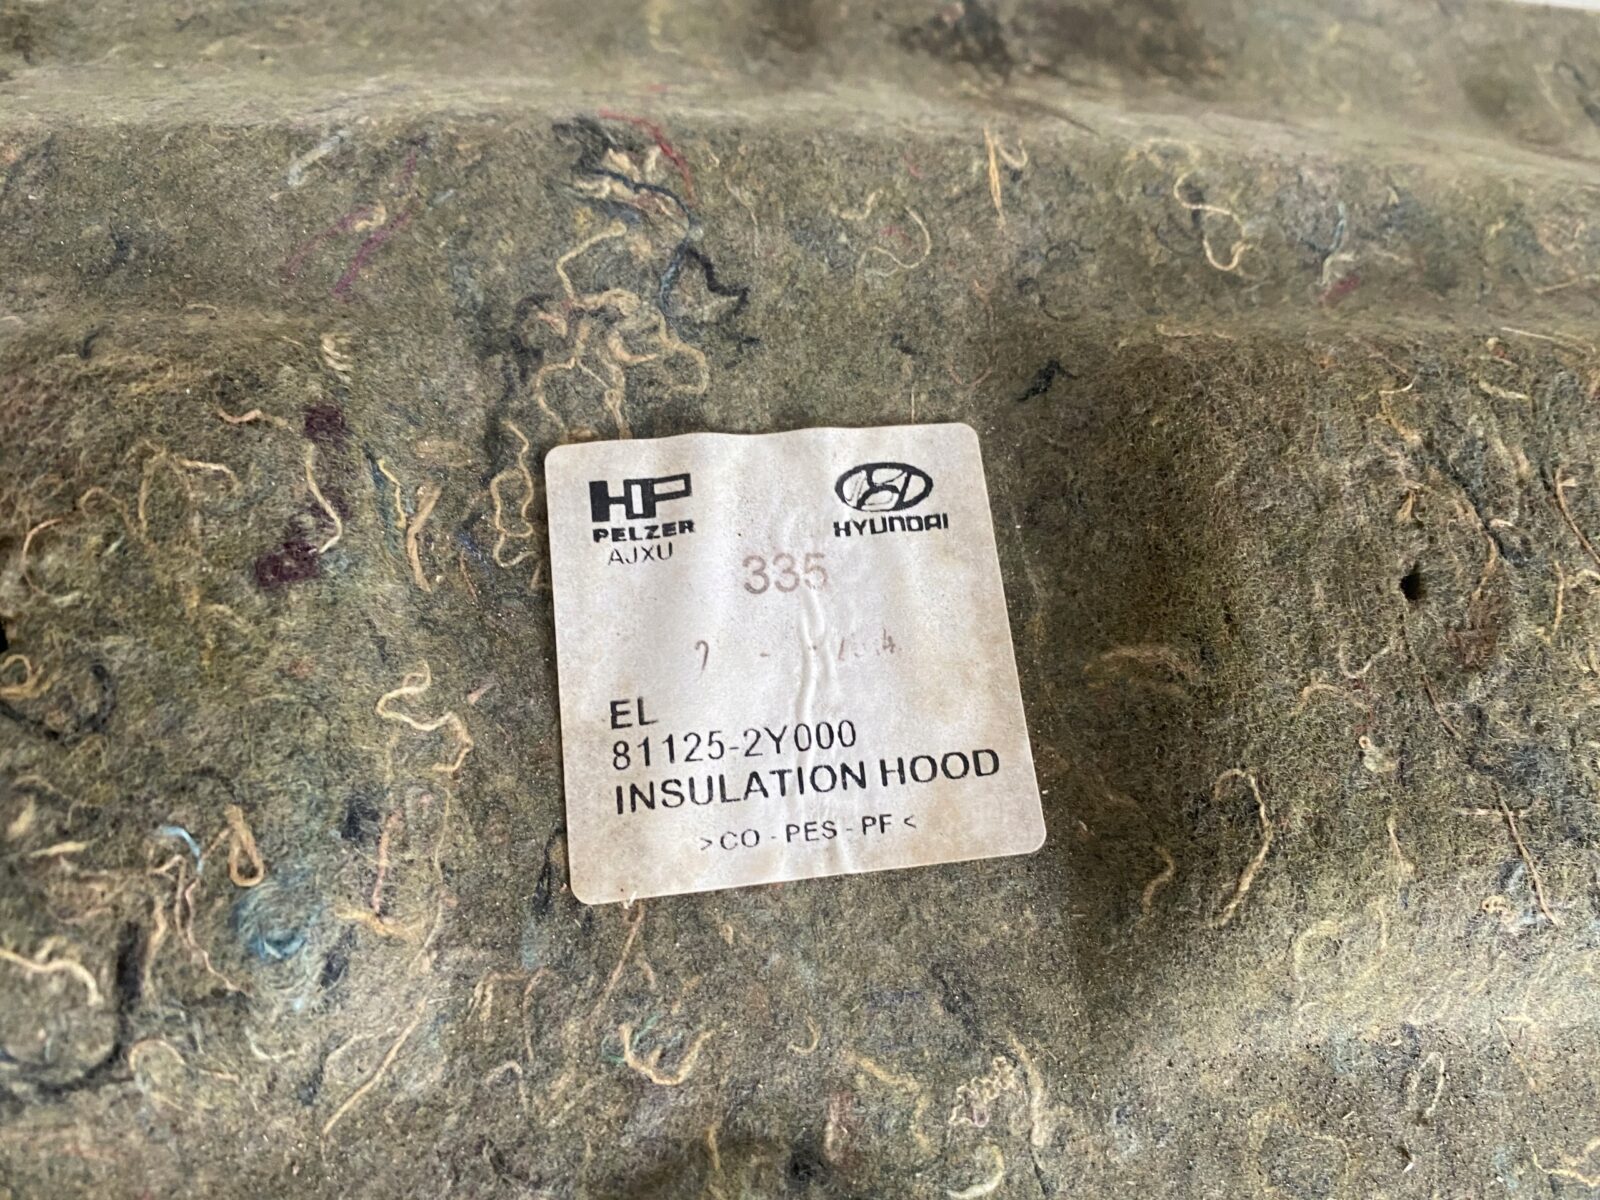 HP
PELZER
AJXU
HYUNDAI
335
EL
81125-2Y000
INSULATION HOOD
>CO - PES - PF<